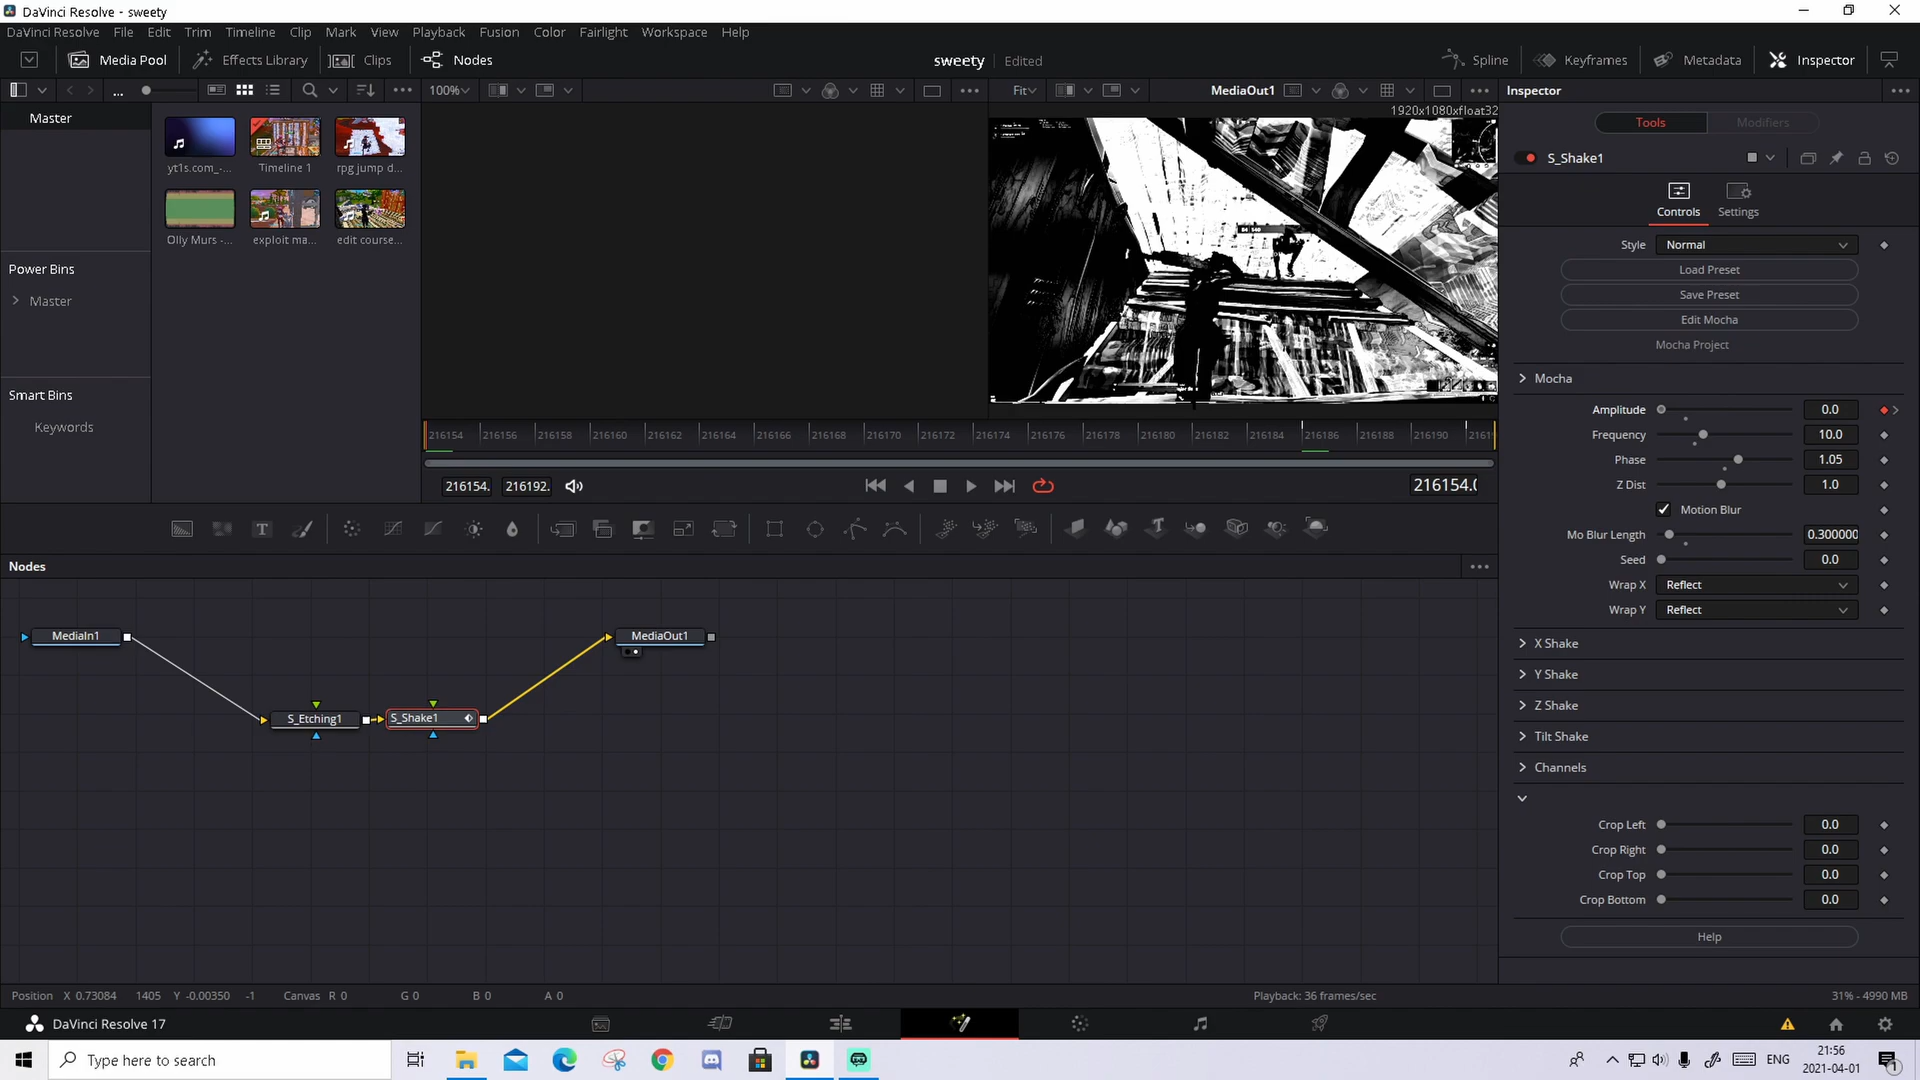 DaVinci Resolve - sweety
DaVinci Resolve File Edit Trim Timeline Clip Mark View Playback Fusion Color Fairlight Workspace Help
Media Pool Effects Library Clips Nodes sweety Edited Spline Keyframes Metadata Inspector
... 100% Fit MediaOut1 Inspector
1920x1080xfloat32
Master
Tools Modifiers
yt1s.com_-... Timeline 1 rpg jump d...
S_Shake1
Olly Murs -... exploit ma... edit course...
Controls Settings
Style Normal
Power Bins
Load Preset
Master
Save Preset
Edit Mocha
Mocha Project
Mocha
Smart Bins
Keywords
Amplitude 0.0
216154 216156 216158 216160 216162 216164 216166 216168 216170 216172 216174 216176 216178 216180 216182 216184 216186 216188 216190 21619
Frequency 10.0
Phase 1.05
216154. 216192. 216154.0
Z Dist 1.0
Motion Blur
Mo Blur Length 0.300000
Seed 0.0
Nodes
Wrap X Reflect
Wrap Y Reflect
MediaIn1 MediaOut1
X Shake
Y Shake
Z Shake
S_Etching1 S_Shake1
Tilt Shake
Channels
Crop Left 0.0
Crop Right 0.0
Crop Top 0.0
Crop Bottom 0.0
Help
Position X 0.73084 1405 Y -0.00350 -1 Canvas R 0 G 0 B 0 A 0 Playback: 36 frames/sec 31% - 4990 MB
DaVinci Resolve 17
Type here to search ENG 21:56
2021-04-01 1